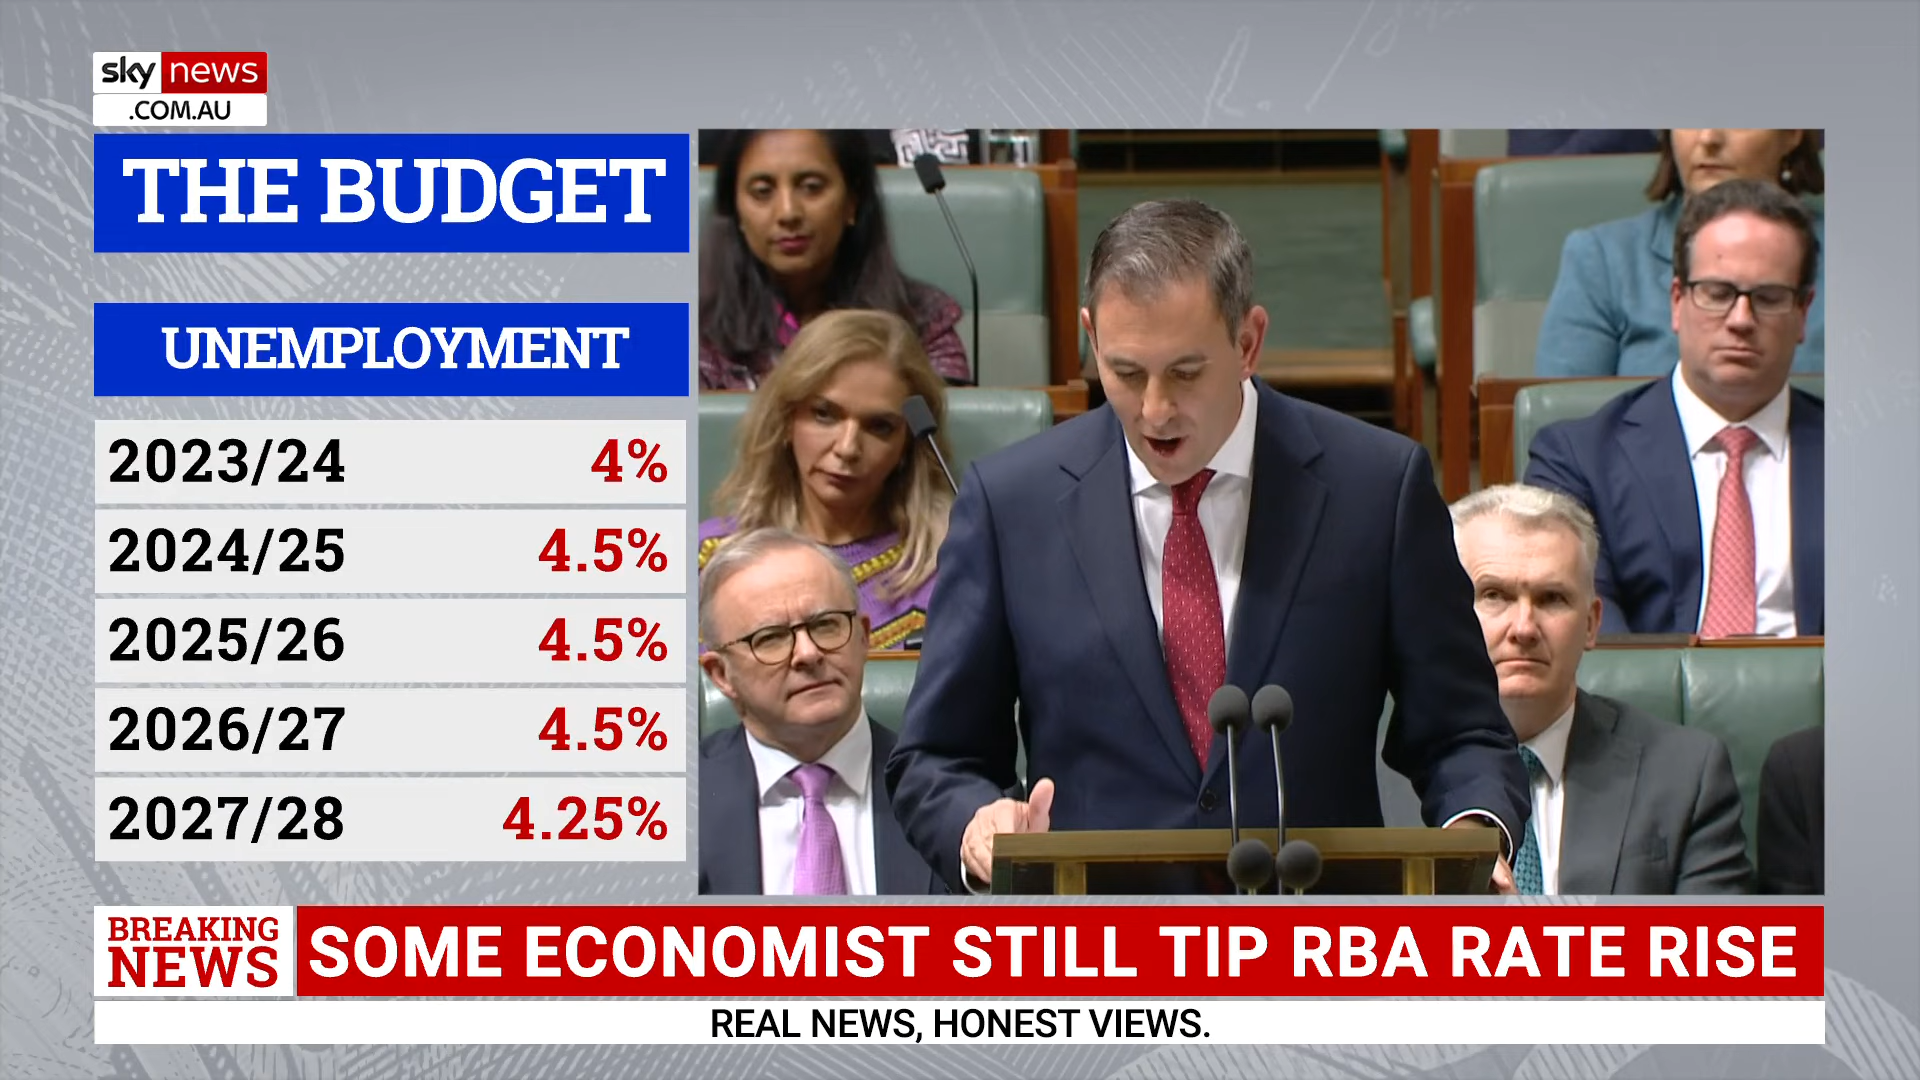 sky news
.COM.AU
THE BUDGET
UNEMPLOYMENT
2023/24 4%
2024/25 4.5%
2025/26 4.5%
2026/27 4.5%
2027/28 4.25%
BREAKING
NEWS
SOME ECONOMIST STILL TIP RBA RATE RISE
REAL NEWS, HONEST VIEWS.